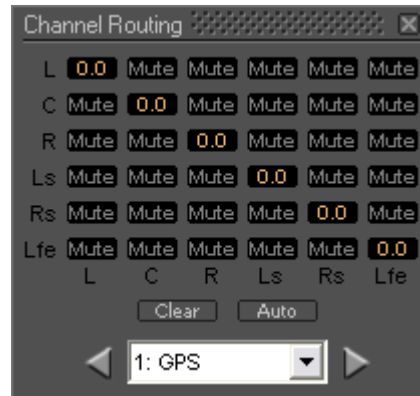 Channel Routing
L 0.0 Mute Mute Mute Mute Mute
C Mute 0.0 Mute Mute Mute Mute
R Mute Mute 0.0 Mute Mute Mute
Ls Mute Mute Mute 0.0 Mute Mute
Rs Mute Mute Mute Mute 0.0 Mute
Lfe Mute Mute Mute Mute Mute 0.0
L C R Ls Rs Lfe
Clear Auto
1: GPS